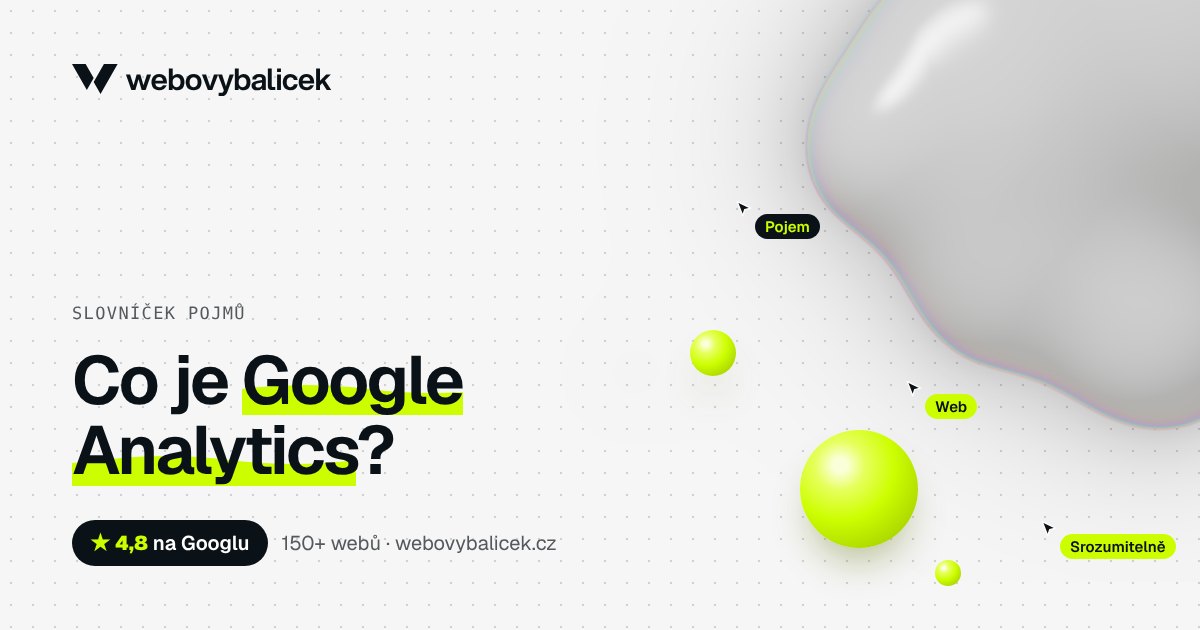 webovybalicek
Pojem
SLOVNÍČEK POJMŮ
Co je Google
Analytics?
Web
★ 4,8 na Googlu
150+ webů · webovybalicek.cz
Srozumitelně